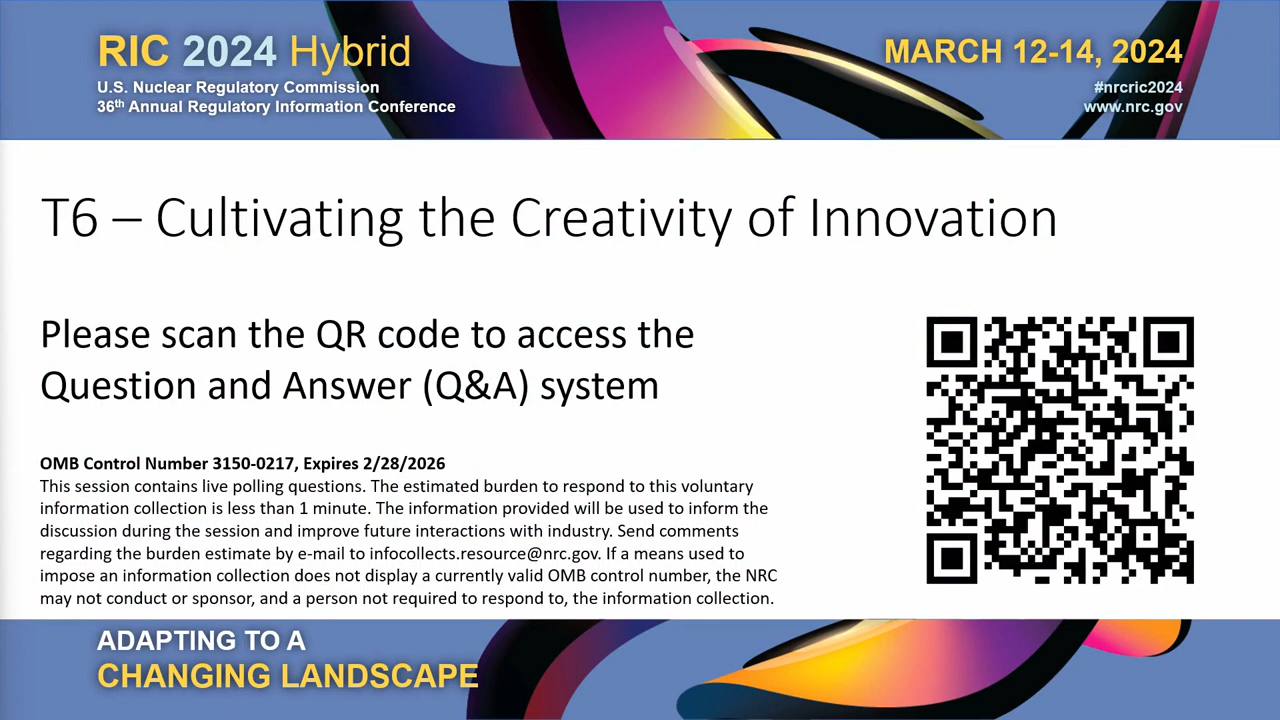 RIC 2024 Hybrid
U.S. Nuclear Regulatory Commission
36th Annual Regulatory Information Conference
MARCH 12-14, 2024
#nrcric2024
www.nrc.gov
T6 – Cultivating the Creativity of Innovation
Please scan the QR code to access the
Question and Answer (Q&A) system
OMB Control Number 3150-0217, Expires 2/28/2026
This session contains live polling questions. The estimated burden to respond to this voluntary
information collection is less than 1 minute. The information provided will be used to inform the
discussion during the session and improve future interactions with industry. Send comments
regarding the burden estimate by e-mail to infocollects.resource@nrc.gov. If a means used to
impose an information collection does not display a currently valid OMB control number, the NRC
may not conduct or sponsor, and a person not required to respond to, the information collection.
ADAPTING TO A
CHANGING LANDSCAPE